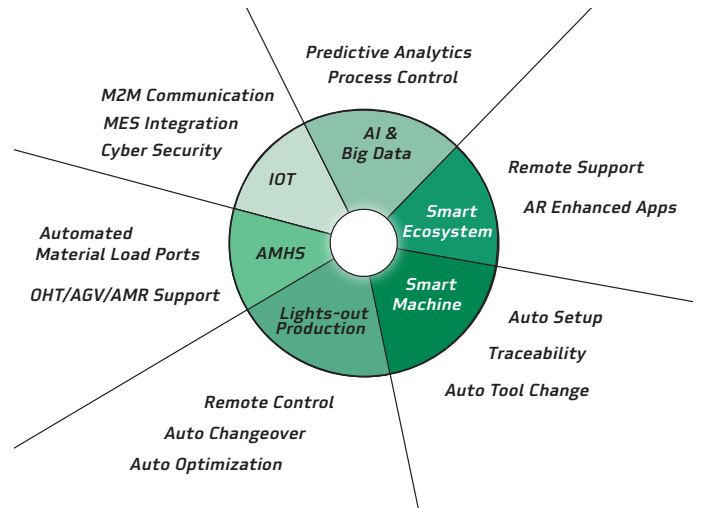 Predictive Analytics
Process Control
AI &
Big Data
Remote Support
AR Enhanced Apps
Smart
Ecosystem
Auto Setup
Traceability
Auto Tool Change
Smart
Machine
Remote Control
Auto Changeover
Auto Optimization
Lights-out
Production
Automated
Material Load Ports
OHT/AGV/AMR Support
AMHS
M2M Communication
MES Integration
Cyber Security
IOT